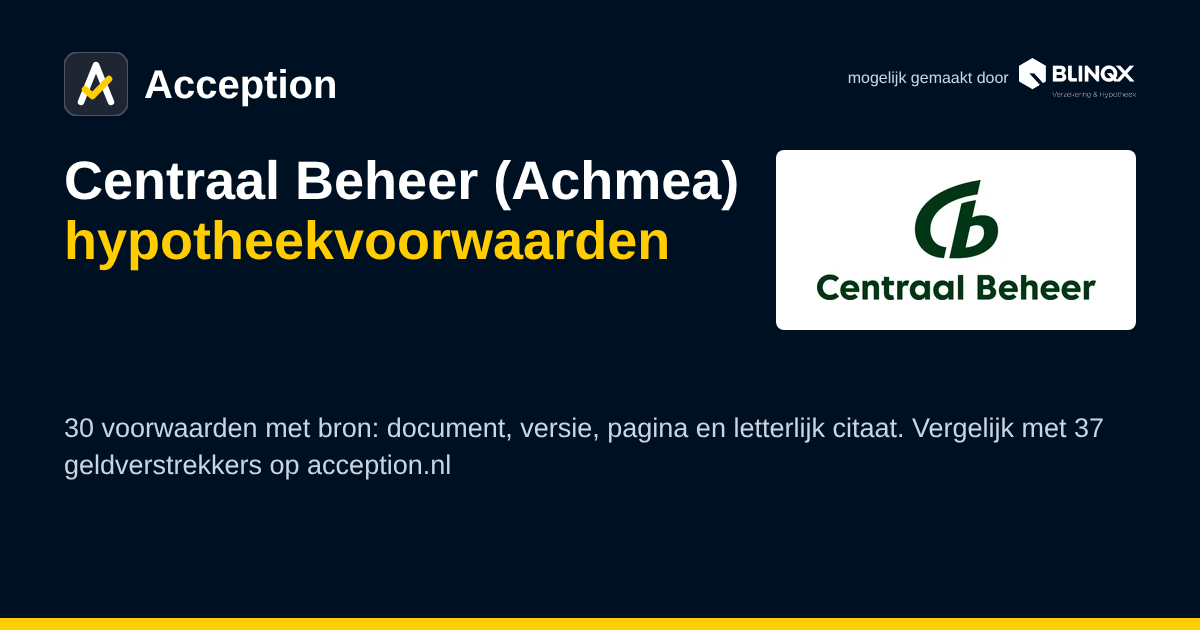 Acception
mogelijk gemaakt door
BLINQX
Verzekering & Hypotheek
Centraal Beheer (Achmea)
hypotheekvoorwaarden
Centraal Beheer
30 voorwaarden met bron: document, versie, pagina en letterlijk citaat. Vergelijk met 37
geldverstrekkers op acception.nl